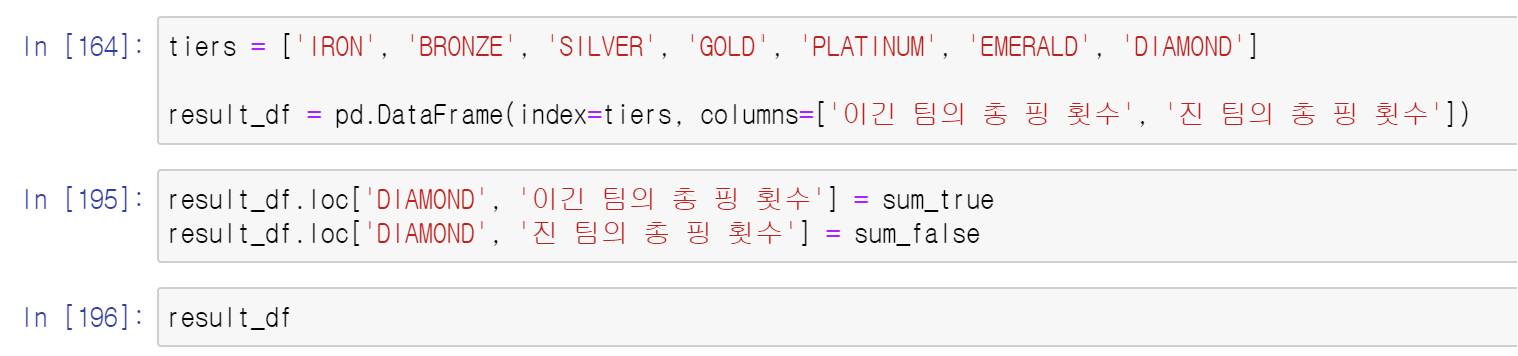 In [164]: tiers = ['IRON', 'BRONZE', 'SILVER', 'GOLD', 'PLATINUM', 'EMERALD', 'DIAMOND']
result_df = pd.DataFrame(index=tiers, columns=['이긴 팀의 총 핑 횟수', '진 팀의 총 핑 횟수'])
In [195]: result_df.loc['DIAMOND', '이긴 팀의 총 핑 횟수'] = sum_true
result_df.loc['DIAMOND', '진 팀의 총 핑 횟수'] = sum_false
In [196]: result_df